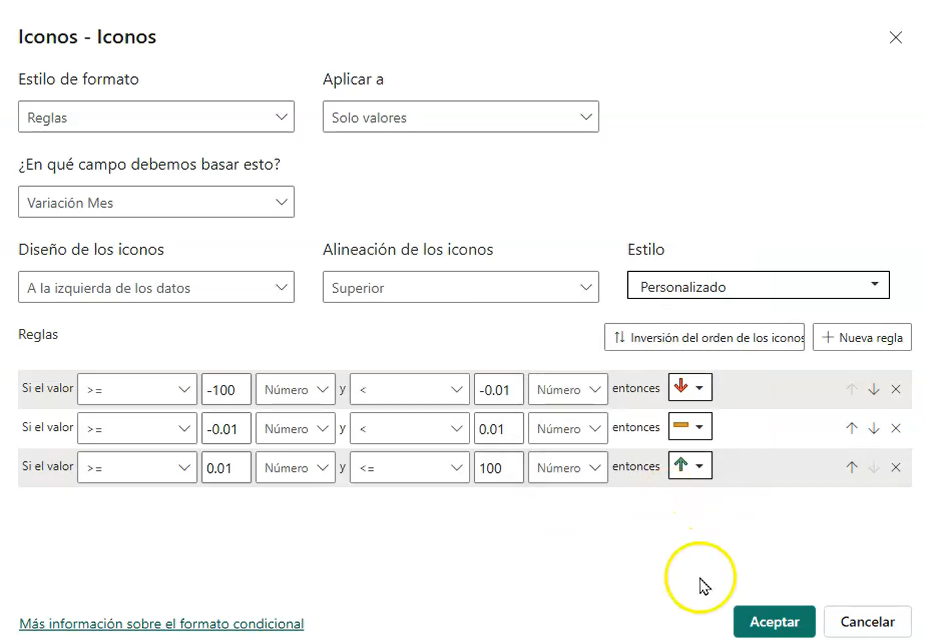 Iconos - Iconos
Estilo de formato Aplicar a
Reglas Solo valores
¿En qué campo debemos basar esto?
Variación Mes
Diseño de los iconos Alineación de los iconos Estilo
A la izquierda de los datos Superior Personalizado
Reglas Inversión del orden de los iconos Nueva regla
Si el valor >= -100 Número y < -0.01 Número entonces
Si el valor >= -0.01 Número y < 0.01 Número entonces
Si el valor >= 0.01 Número y <= 100 Número entonces
Más información sobre el formato condicional Aceptar Cancelar